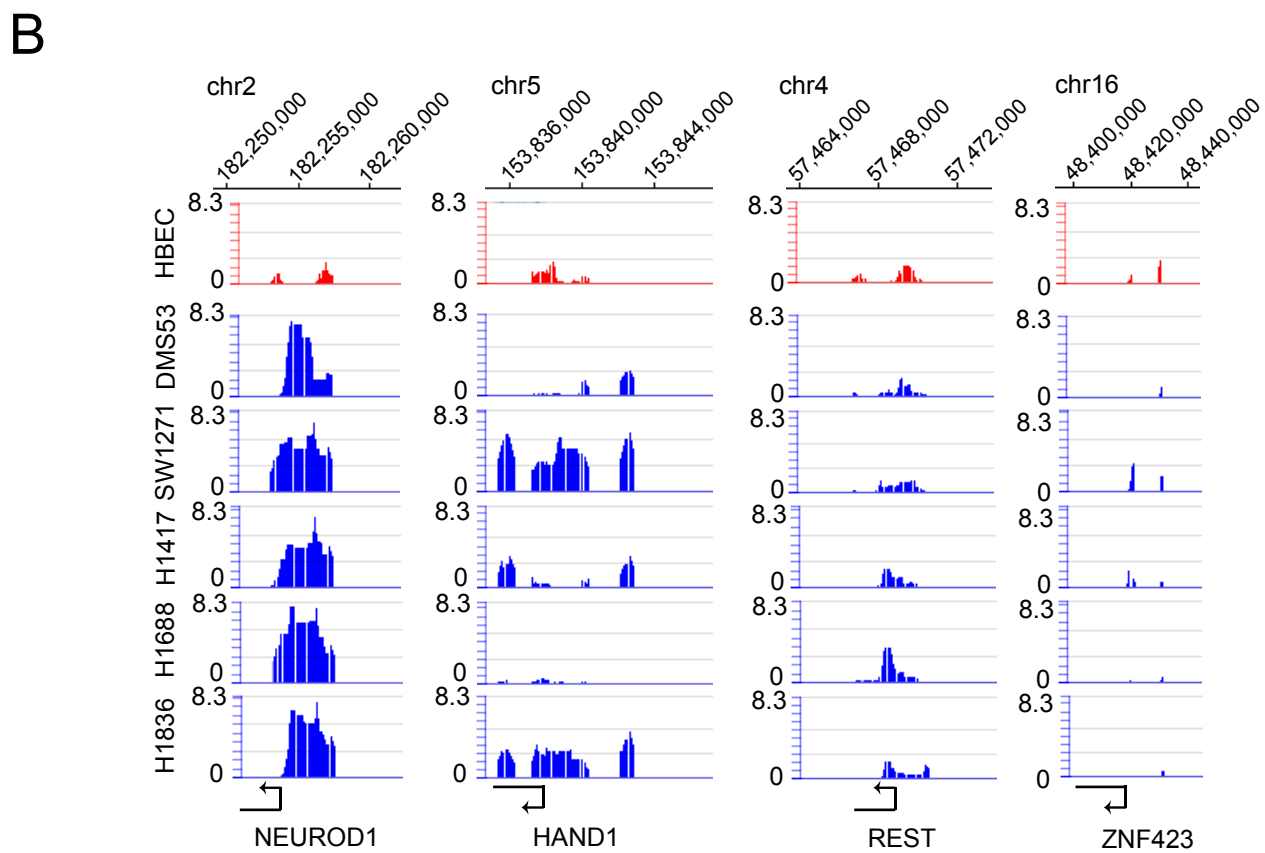 B
chr2 chr5 chr4 chr16
182,250,000 182,255,000 182,260,000 153,836,000 153,840,000 153,844,000 57,464,000 57,468,000 57,472,000 48,400,000 48,420,000 48,440,000
HBEC 8.3 0 8.3 0 8.3 0 8.3 0
DMS53 8.3 0 8.3 0 8.3 0 8.3 0
SW1271 8.3 0 8.3 0 8.3 0 8.3 0
H1417 8.3 0 8.3 0 8.3 0 8.3 0
H1688 8.3 0 8.3 0 8.3 0 8.3 0
H1836 8.3 0 8.3 0 8.3 0 8.3 0
NEUROD1 HAND1 REST ZNF423